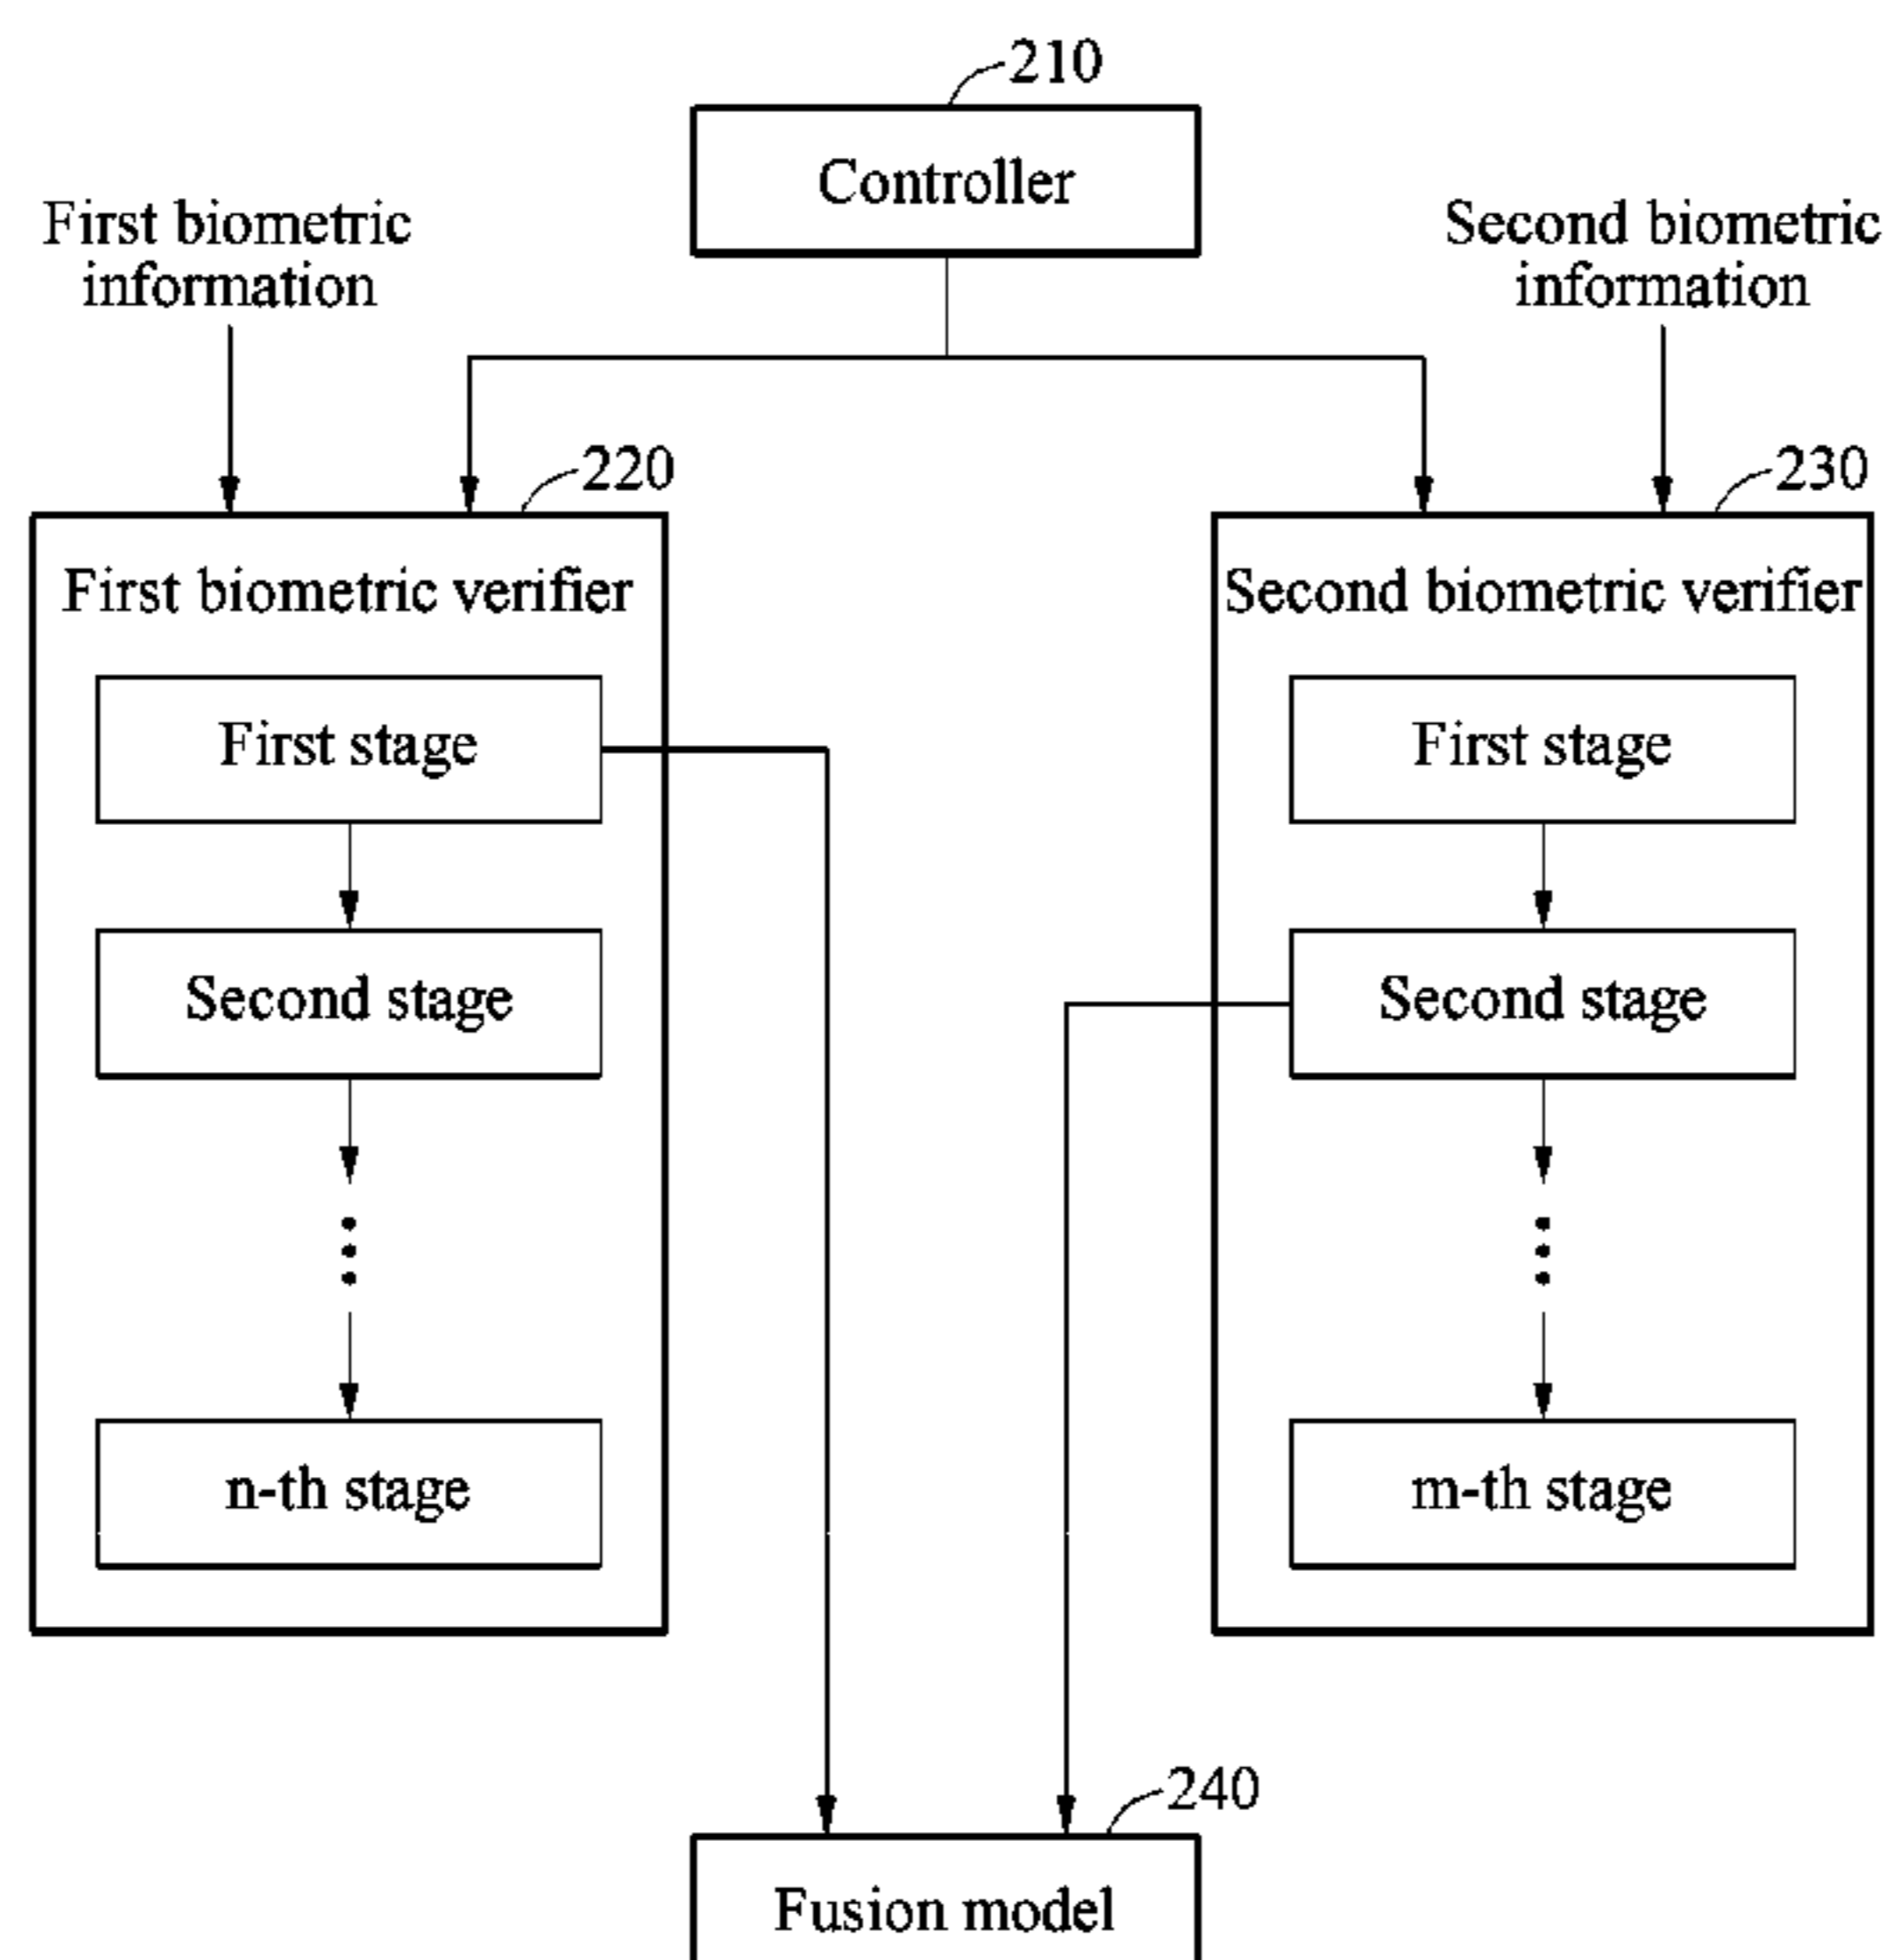 210
Controller
First biometric
information
Second biometric
information
220
230
First biometric verifier
Second biometric verifier
First stage
First stage
Second stage
Second stage
n-th stage
m-th stage
240
Fusion model